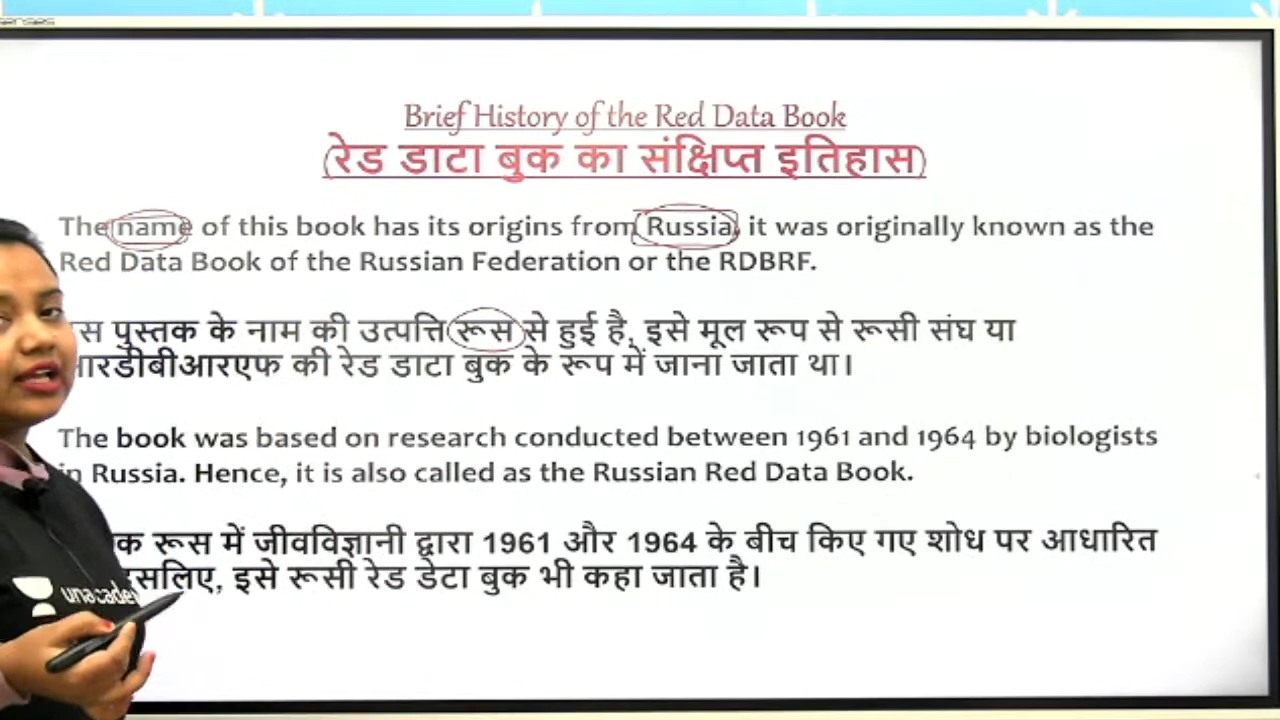 Brief History of the Red Data Book
(रेड डाटा बुक का संक्षिप्त इतिहास)
The name of this book has its origins from Russia, it was originally known as the
Red Data Book of the Russian Federation or the RDBRF.
पुस्तक के नाम की उत्पत्ति रूस से हुई है, इसे मूल रूप से रूसी संघ या
की रेड डाटा बुक के रूप में जाना जाता था।
The book was based on research conducted between 1961 and 1964 by biologists
Russia. Hence, it is also called as the Russian Red Data Book.
रूस में जीवविज्ञानी द्वारा 1961 और 1964 के बीच किए गए शोध पर आधारित
इसे रूसी रेड डेटा बुक भी कहा जाता है।